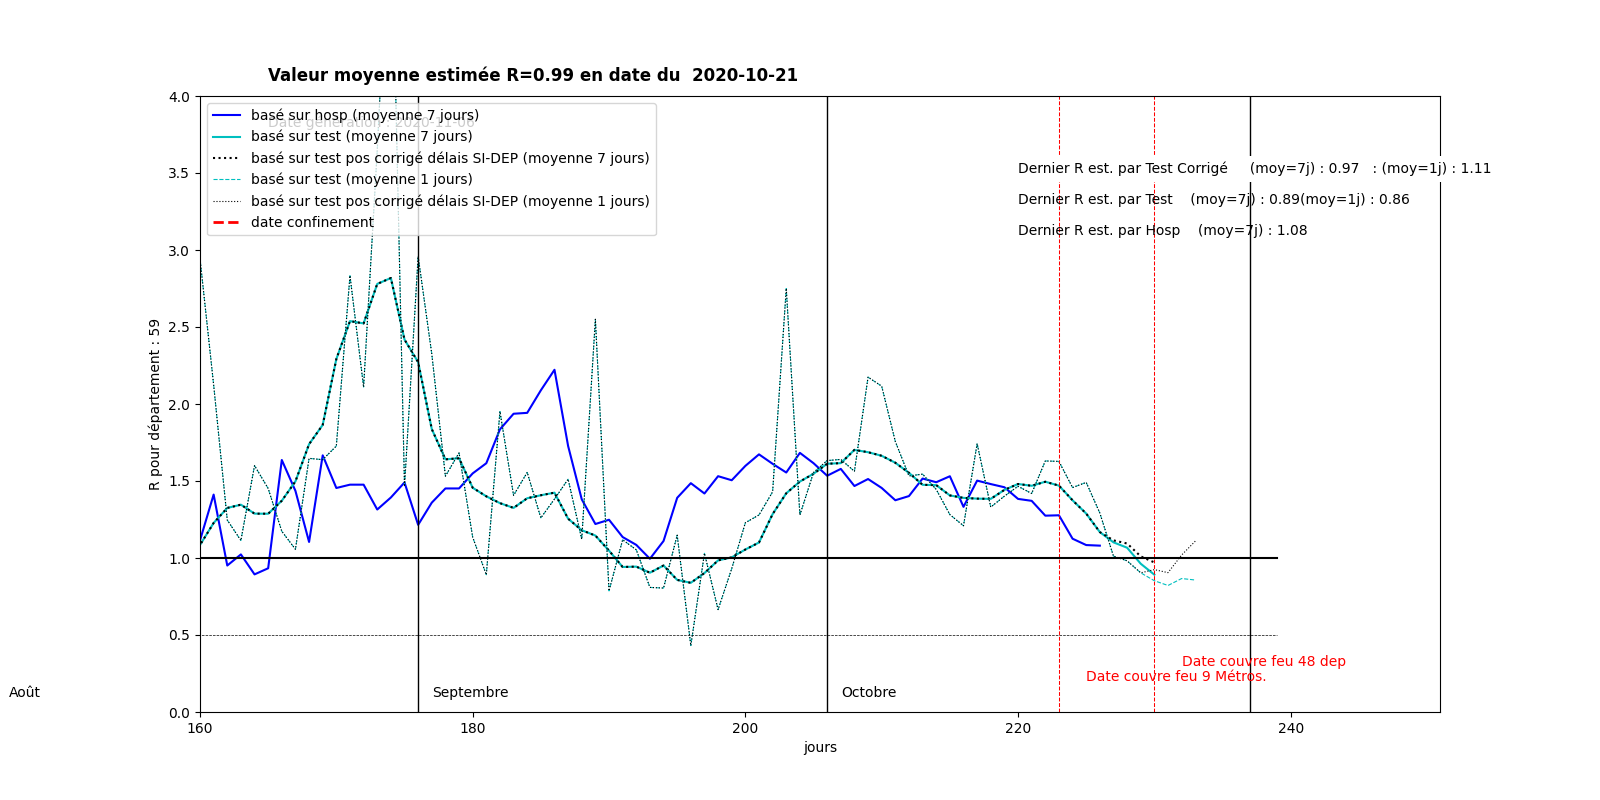 Valeur moyenne estimée R=0.99 en date du  2020-10-21
4.0
basé sur hosp (moyenne 7 jours)
Date génération : 2020-11-06
basé sur test (moyenne 7 jours)
basé sur test pos corrigé délais SI-DEP (moyenne 7 jours)
Dernier R est. par Test Corrigé     (moy=7j) : 0.97   : (moy=1j) : 1.11
3.5
basé sur test (moyenne 1 jours)
basé sur test pos corrigé délais SI-DEP (moyenne 1 jours)
Dernier R est. par Test    (moy=7j) : 0.89(moy=1j) : 0.86
date confinement
Dernier R est. par Hosp    (moy=7j) : 1.08
3.0
2.5
R pour département : 59
2.0
1.5
1.0
0.5
Date couvre feu 48 dep
Date couvre feu 9 Métros.
Août
Septembre
Octobre
0.0
160 180 200 220 240
jours